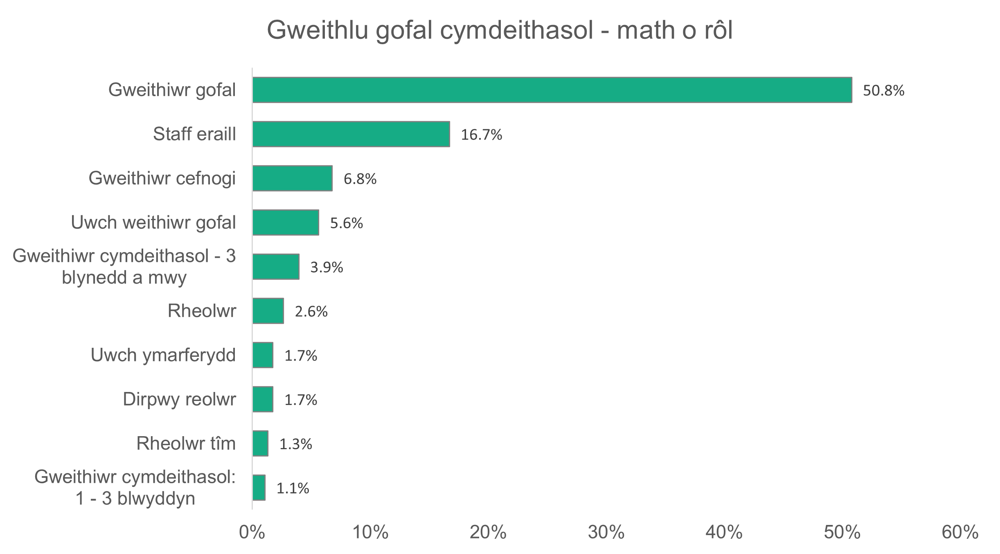 Gweithlu gofal cymdeithasol - math o rôl
Gweithiwr gofal
50.8%
Staff eraill
16.7%
Gweithiwr cefnogi
6.8%
Uwch weithiwr gofal
5.6%
Gweithiwr cymdeithasol - 3
blynedd a mwy
3.9%
Rheolwr
2.6%
Uwch ymarferydd
1.7%
Dirpwy reolwr
1.7%
Rheolwr tîm
1.3%
Gweithiwr cymdeithasol:
1 - 3 blwyddyn
1.1%
0% 10% 20% 30% 40% 50% 60%